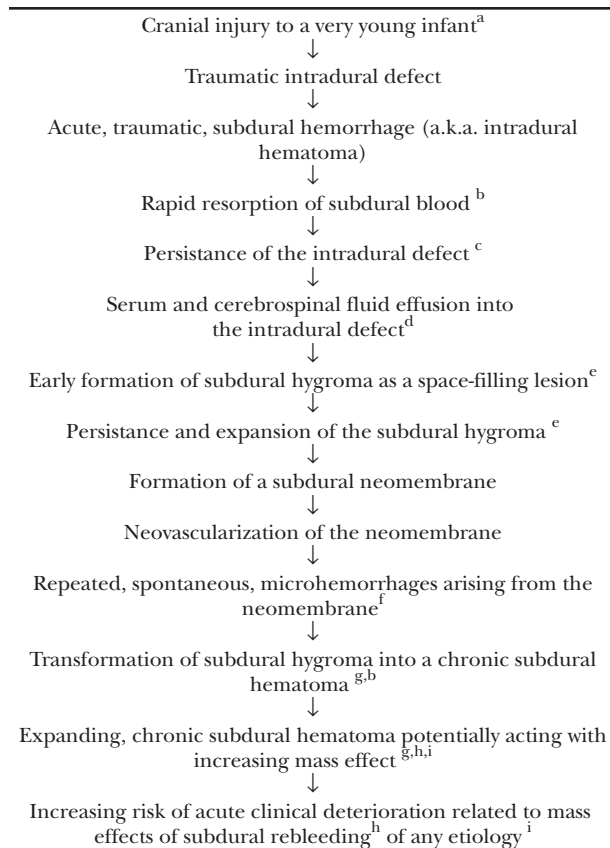 Cranial injury to a very young infant^a
↓
Traumatic intradural defect
↓
Acute, traumatic, subdural hemorrhage (a.k.a. intradural
hematoma)
↓
Rapid resorption of subdural blood ^b
↓
Persistance of the intradural defect ^c
↓
Serum and cerebrospinal fluid effusion into
the intradural defect^d
↓
Early formation of subdural hygroma as a space-filling lesion^e
↓
Persistance and expansion of the subdural hygroma ^e
↓
Formation of a subdural neomembrane
↓
Neovascularization of the neomembrane
↓
Repeated, spontaneous, microhemorrhages arising from the
neomembrane^f
↓
Transformation of subdural hygroma into a chronic subdural
hematoma ^g,b
↓
Expanding, chronic subdural hematoma potentially acting with
increasing mass effect ^g,h,i
↓
Increasing risk of acute clinical deterioration related to mass
effects of subdural rebleeding^h of any etiology ^i